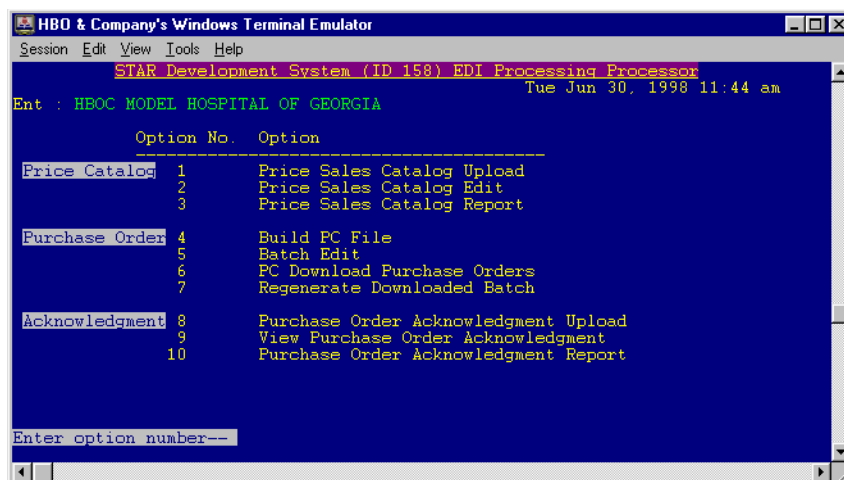 HBO & Company's Windows Terminal Emulator
Session Edit View Tools Help
STAR Development System (ID 158) EDI Processing Processor
Tue Jun 30, 1998 11:44 am
Ent : HBOC MODEL HOSPITAL OF GEORGIA
Option No. Option
Price Catalog 1 Price Sales Catalog Upload
2 Price Sales Catalog Edit
3 Price Sales Catalog Report
Purchase Order 4 Build PC File
5 Batch Edit
6 PC Download Purchase Orders
7 Regenerate Downloaded Batch
Acknowledgment 8 Purchase Order Acknowledgment Upload
9 View Purchase Order Acknowledgment
10 Purchase Order Acknowledgment Report
Enter option number--